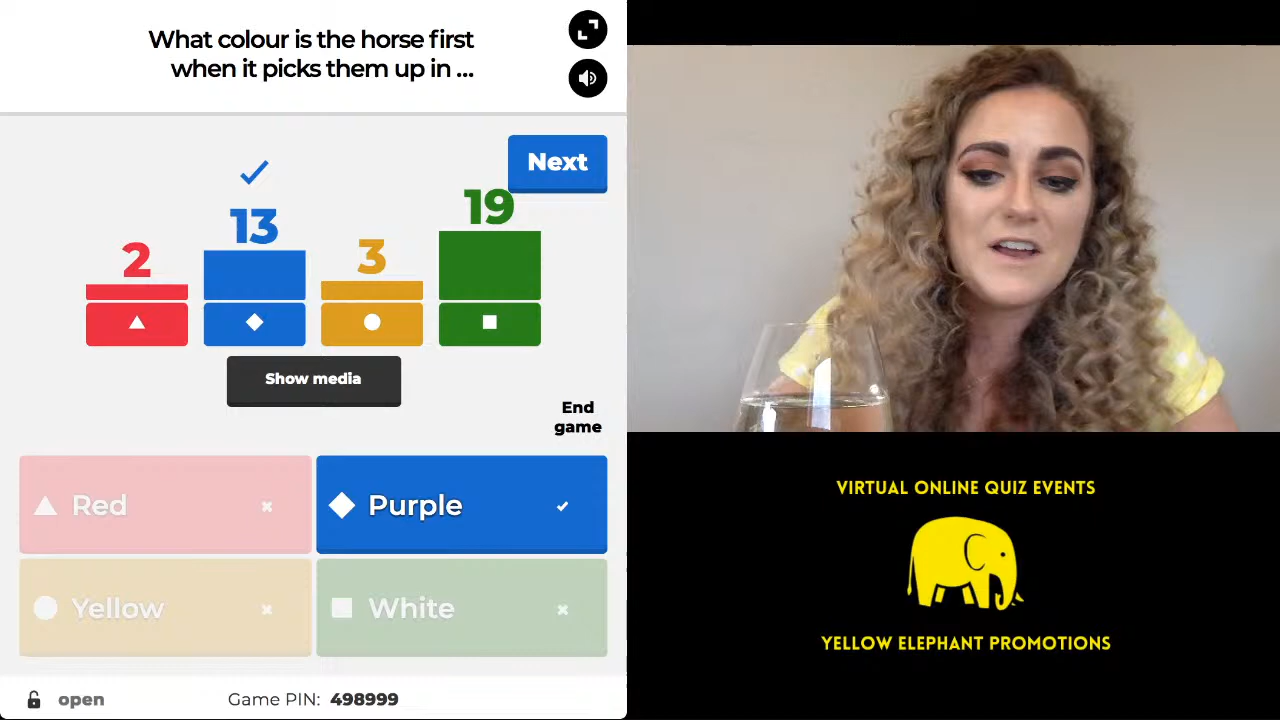 What colour is the horse first
when it picks them up in ...
Next
2
13
3
19
Show media
End
game
Red
Purple
Yellow
White
open
Game PIN: 498999
VIRTUAL ONLINE QUIZ EVENTS
YELLOW ELEPHANT PROMOTIONS